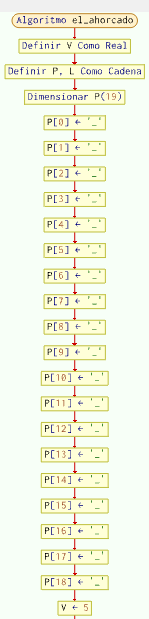 Algoritmo el_ahorcado
Definir V Como Real
Definir P, L Como Cadena
Dimensionar P(19)
P[0] ← '_'
P[1] ← '_'
P[2] ← '_'
P[3] ← '_'
P[4] ← '_'
P[5] ← '_'
P[6] ← '_'
P[7] ← '_'
P[8] ← '_'
P[9] ← '_'
P[10] ← '_'
P[11] ← '_'
P[12] ← '_'
P[13] ← '_'
P[14] ← '_'
P[15] ← '_'
P[16] ← '_'
P[17] ← '_'
P[18] ← '_'
V ← 5